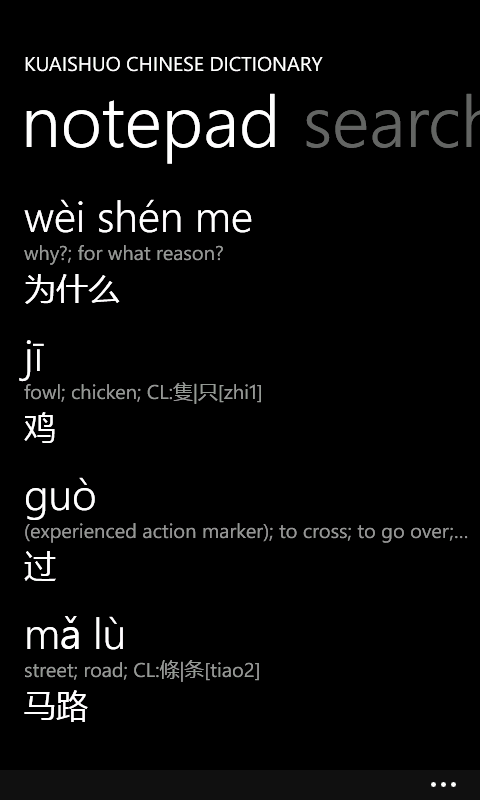 KUAISHUO CHINESE DICTIONARY
notepad search
wèi shén me
why?; for what reason?
为什么
jī
fowl; chicken; CL:隻|只[zhi1]
鸡
guò
(experienced action marker); to cross; to go over;...
过
mǎ lù
street; road; CL:條|条[tiao2]
马路